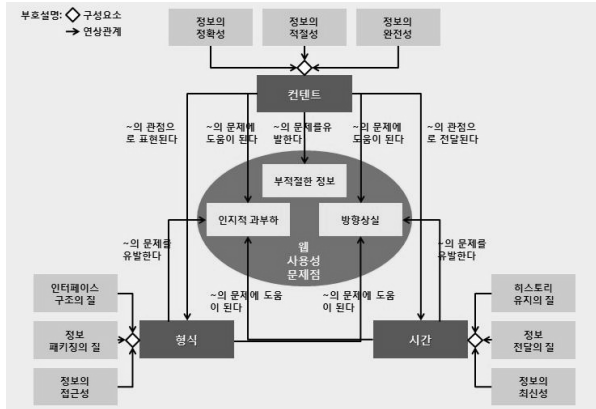 부호설명: 구성요소
연상관계
정보의
정확성
정보의
적절성
정보의
완전성
컨텐트
~의 관점으
로 표현된다
~의 문제에
도움이 된다
~의 문제를유
발한다
~의 문제에
도움이 된다
~의 관점으
로 전달된다
부적절한 정보
인지적 과부하
방향상실
웹
사용성
문제점
~의 문제를
유발한다
~의 문제를
유발한다
~의 문제에 도움
이 된다
~의 문제에 도움
이 된다
인터페이스
구조의 질
정보
패키징의 질
정보의
접근성
형식
시간
히스토리
유지의 질
정보
전달의 질
정보의
최신성